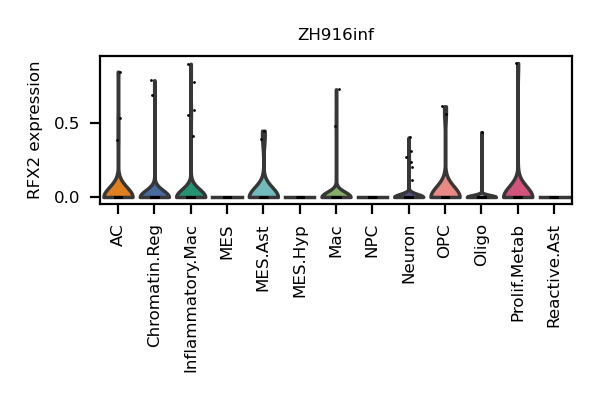 ZH916inf
RFX2 expression
0.5
0.0
AC
Chromatin.Reg
Inflammatory.Mac
MES
MES.Ast
MES.Hyp
Mac
NPC
Neuron
OPC
Oligo
Prolif.Metab
Reactive.Ast